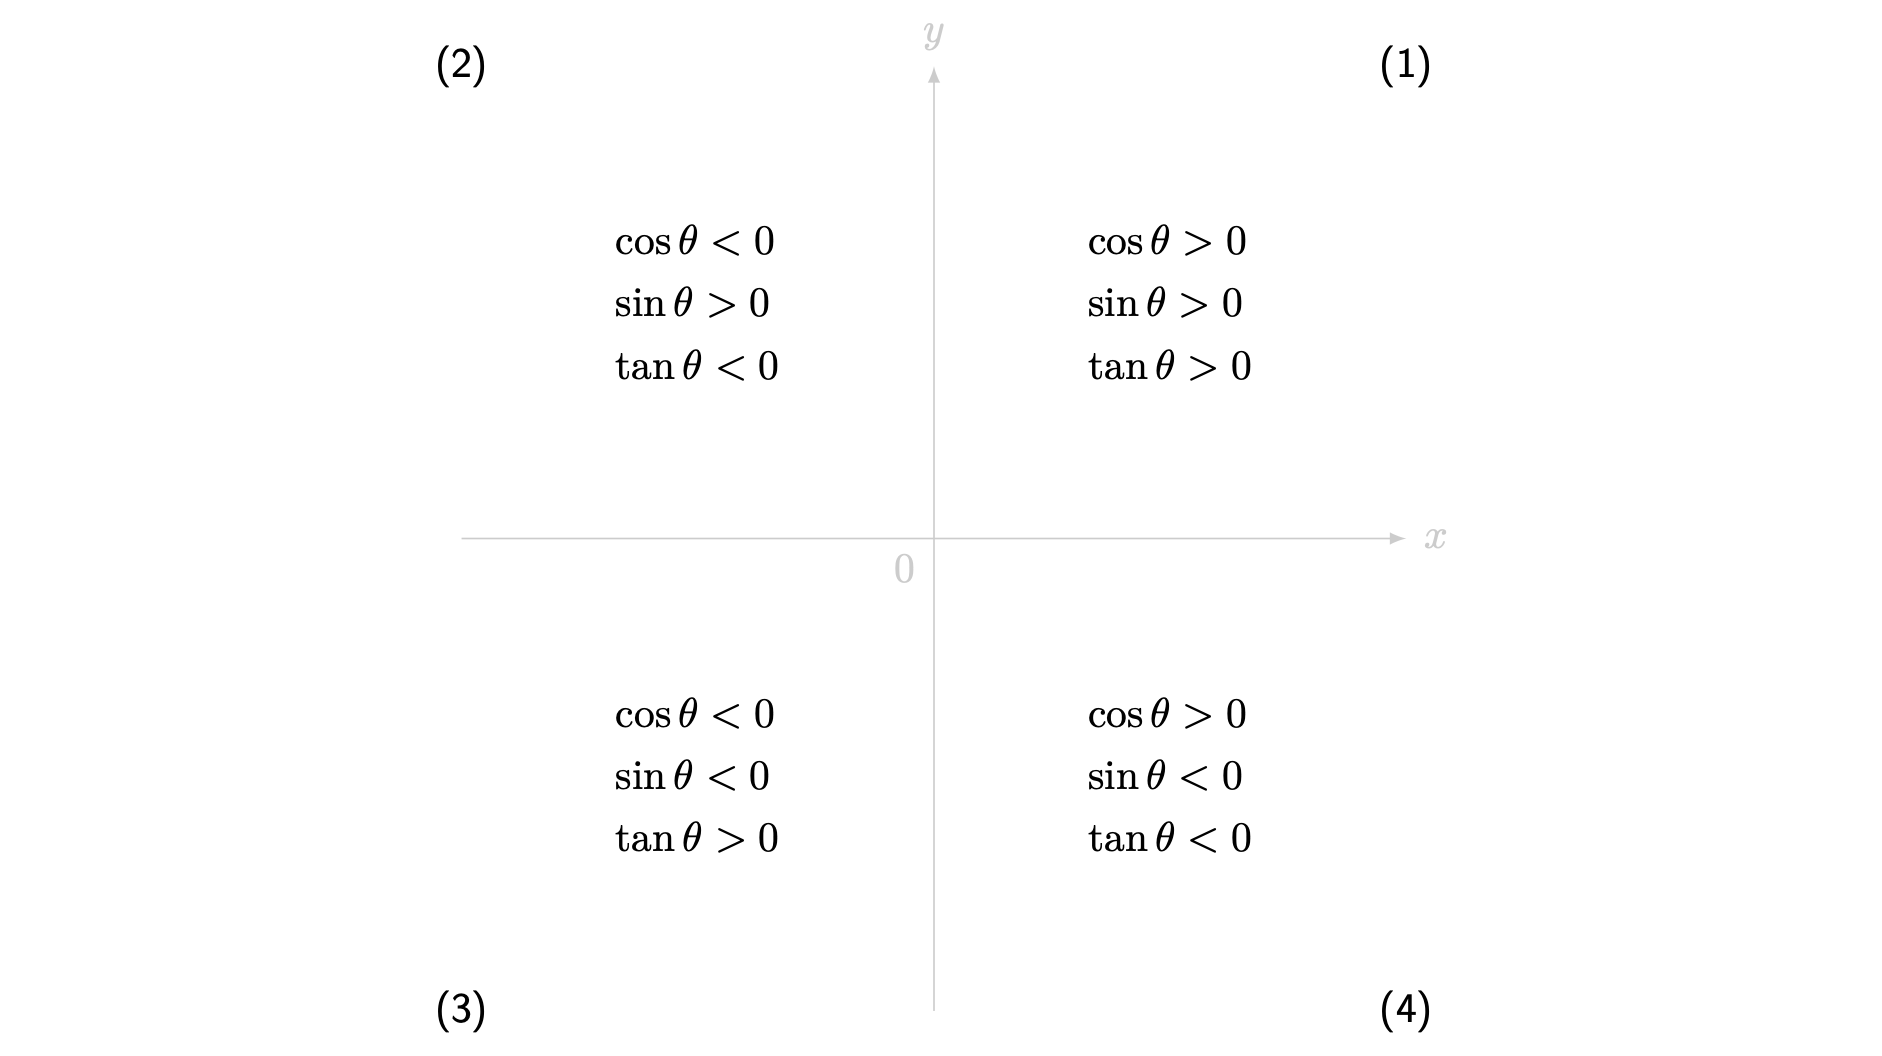 y
(2)
(1)
cos θ < 0
sin θ > 0
tan θ < 0
cos θ > 0
sin θ > 0
tan θ > 0
x
0
cos θ < 0
sin θ < 0
tan θ > 0
cos θ > 0
sin θ < 0
tan θ < 0
(3)
(4)